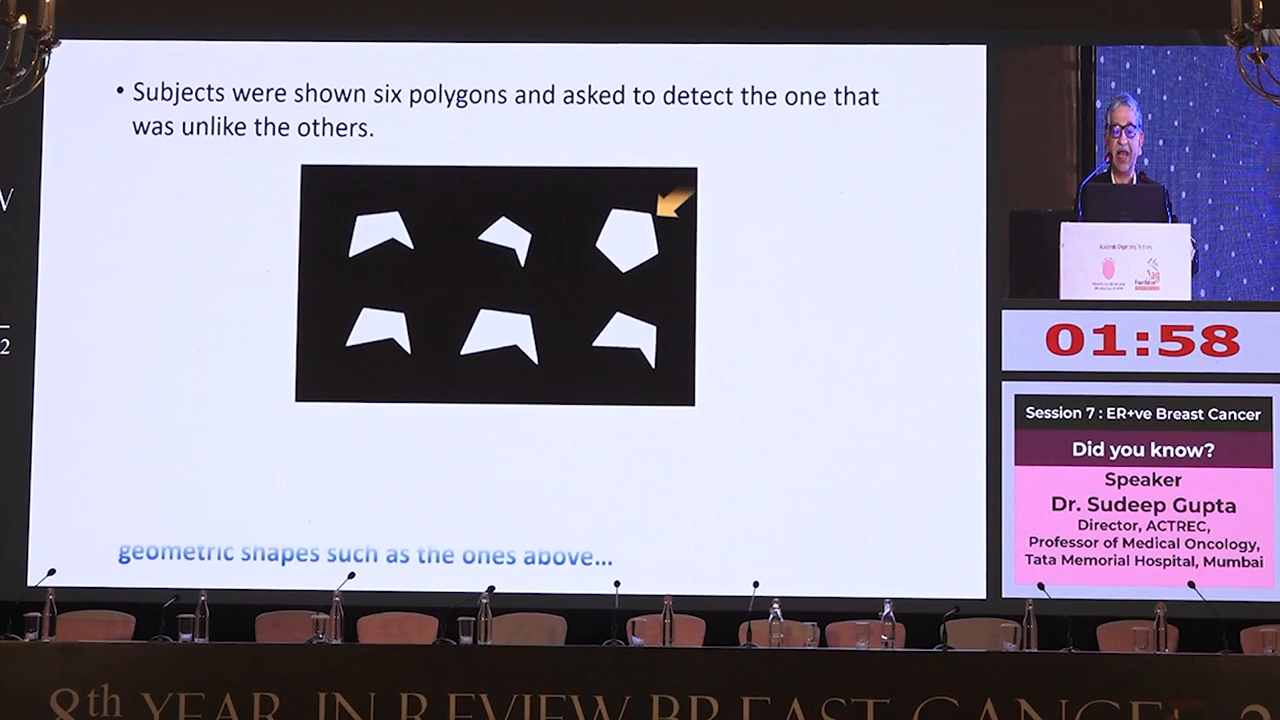 • Subjects were shown six polygons and asked to detect the one that
was unlike the others.
geometric shapes such as the ones above...
01:58
Session 7 : ER+ve Breast Cancer
Did you know?
Speaker
Dr. Sudeep Gupta
Director, ACTREC,
Professor of Medical Oncology,
Tata Memorial Hospital, Mumbai
8th YEAR IN REVIEW BREAST CANCER